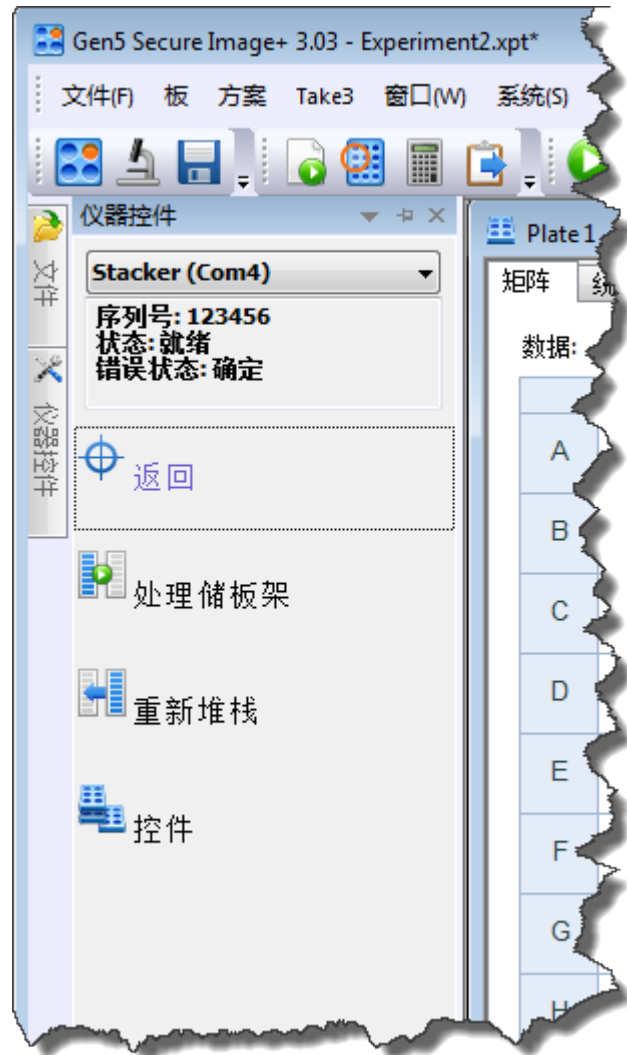 Gen5 Secure Image+ 3.03 - Experiment2.xpt*
文件(F) 板 方案 Take3 窗口(W) 系统(S)
文件
仪器控件
仪器控件
Stacker (Com4)
序列号: 123456
状态: 就绪
错误状态: 确定
返回
处理储板架
重新堆栈
控件
Plate 1
矩阵
数据:
A
B
C
D
E
F
G
H